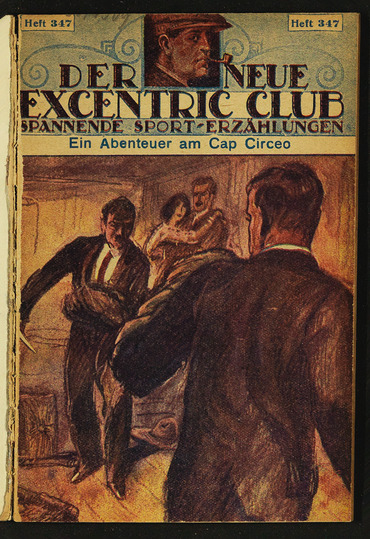 Heft 347
Heft 347
DER NEUE
EXCENTRIC CLUB
SPANNENDE SPORT-ERZÄHLUNGEN
Ein Abenteuer am Cap Circeo